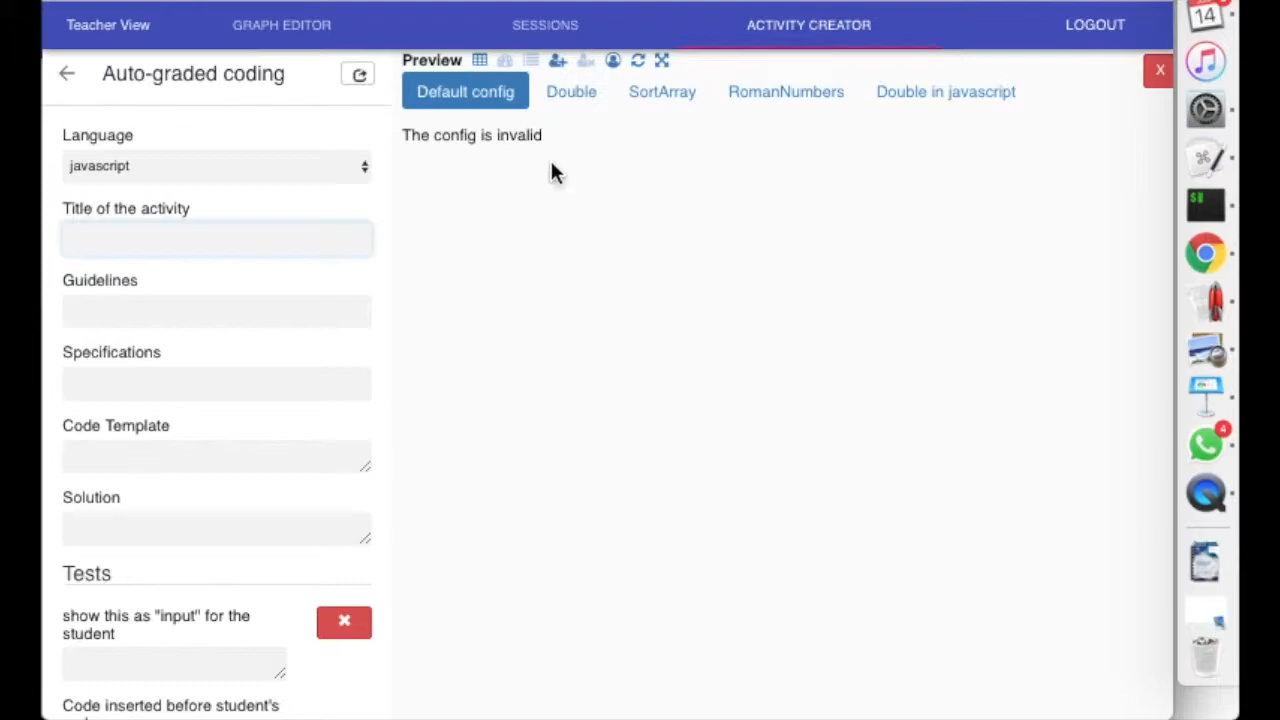 Teacher View GRAPH EDITOR SESSIONS ACTIVITY CREATOR LOGOUT
Auto-graded coding
Language
javascript
Title of the activity
Guidelines
Specifications
Code Template
Solution
Tests
show this as "input" for the
student
Code inserted before student's
Preview
X
Default config Double SortArray RomanNumbers Double in javascript
The config is invalid
14
4